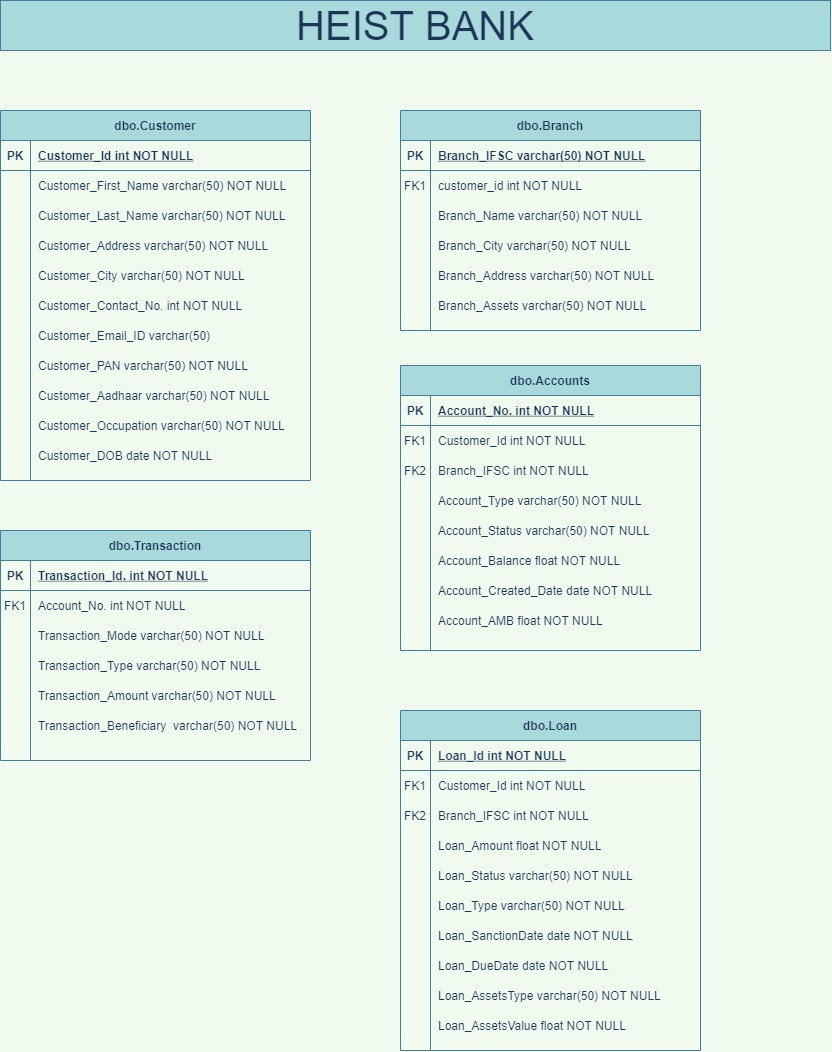 HEIST BANK
dbo.Customer
PK Customer_Id int NOT NULL
Customer_First_Name varchar(50) NOT NULL
Customer_Last_Name varchar(50) NOT NULL
Customer_Address varchar(50) NOT NULL
Customer_City varchar(50) NOT NULL
Customer_Contact_No. int NOT NULL
Customer_Email_ID varchar(50)
Customer_PAN varchar(50) NOT NULL
Customer_Aadhaar varchar(50) NOT NULL
Customer_Occupation varchar(50) NOT NULL
Customer_DOB date NOT NULL
dbo.Transaction
PK Transaction_Id. int NOT NULL
FK1 Account_No. int NOT NULL
Transaction_Mode varchar(50) NOT NULL
Transaction_Type varchar(50) NOT NULL
Transaction_Amount varchar(50) NOT NULL
Transaction_Beneficiary  varchar(50) NOT NULL
dbo.Branch
PK Branch_IFSC varchar(50) NOT NULL
FK1 customer_id int NOT NULL
Branch_Name varchar(50) NOT NULL
Branch_City varchar(50) NOT NULL
Branch_Address varchar(50) NOT NULL
Branch_Assets varchar(50) NOT NULL
dbo.Accounts
PK Account_No. int NOT NULL
FK1 Customer_Id int NOT NULL
FK2 Branch_IFSC int NOT NULL
Account_Type varchar(50) NOT NULL
Account_Status varchar(50) NOT NULL
Account_Balance float NOT NULL
Account_Created_Date date NOT NULL
Account_AMB float NOT NULL
dbo.Loan
PK Loan_Id int NOT NULL
FK1 Customer_Id int NOT NULL
FK2 Branch_IFSC int NOT NULL
Loan_Amount float NOT NULL
Loan_Status varchar(50) NOT NULL
Loan_Type varchar(50) NOT NULL
Loan_SanctionDate date NOT NULL
Loan_DueDate date NOT NULL
Loan_AssetsType varchar(50) NOT NULL
Loan_AssetsValue float NOT NULL